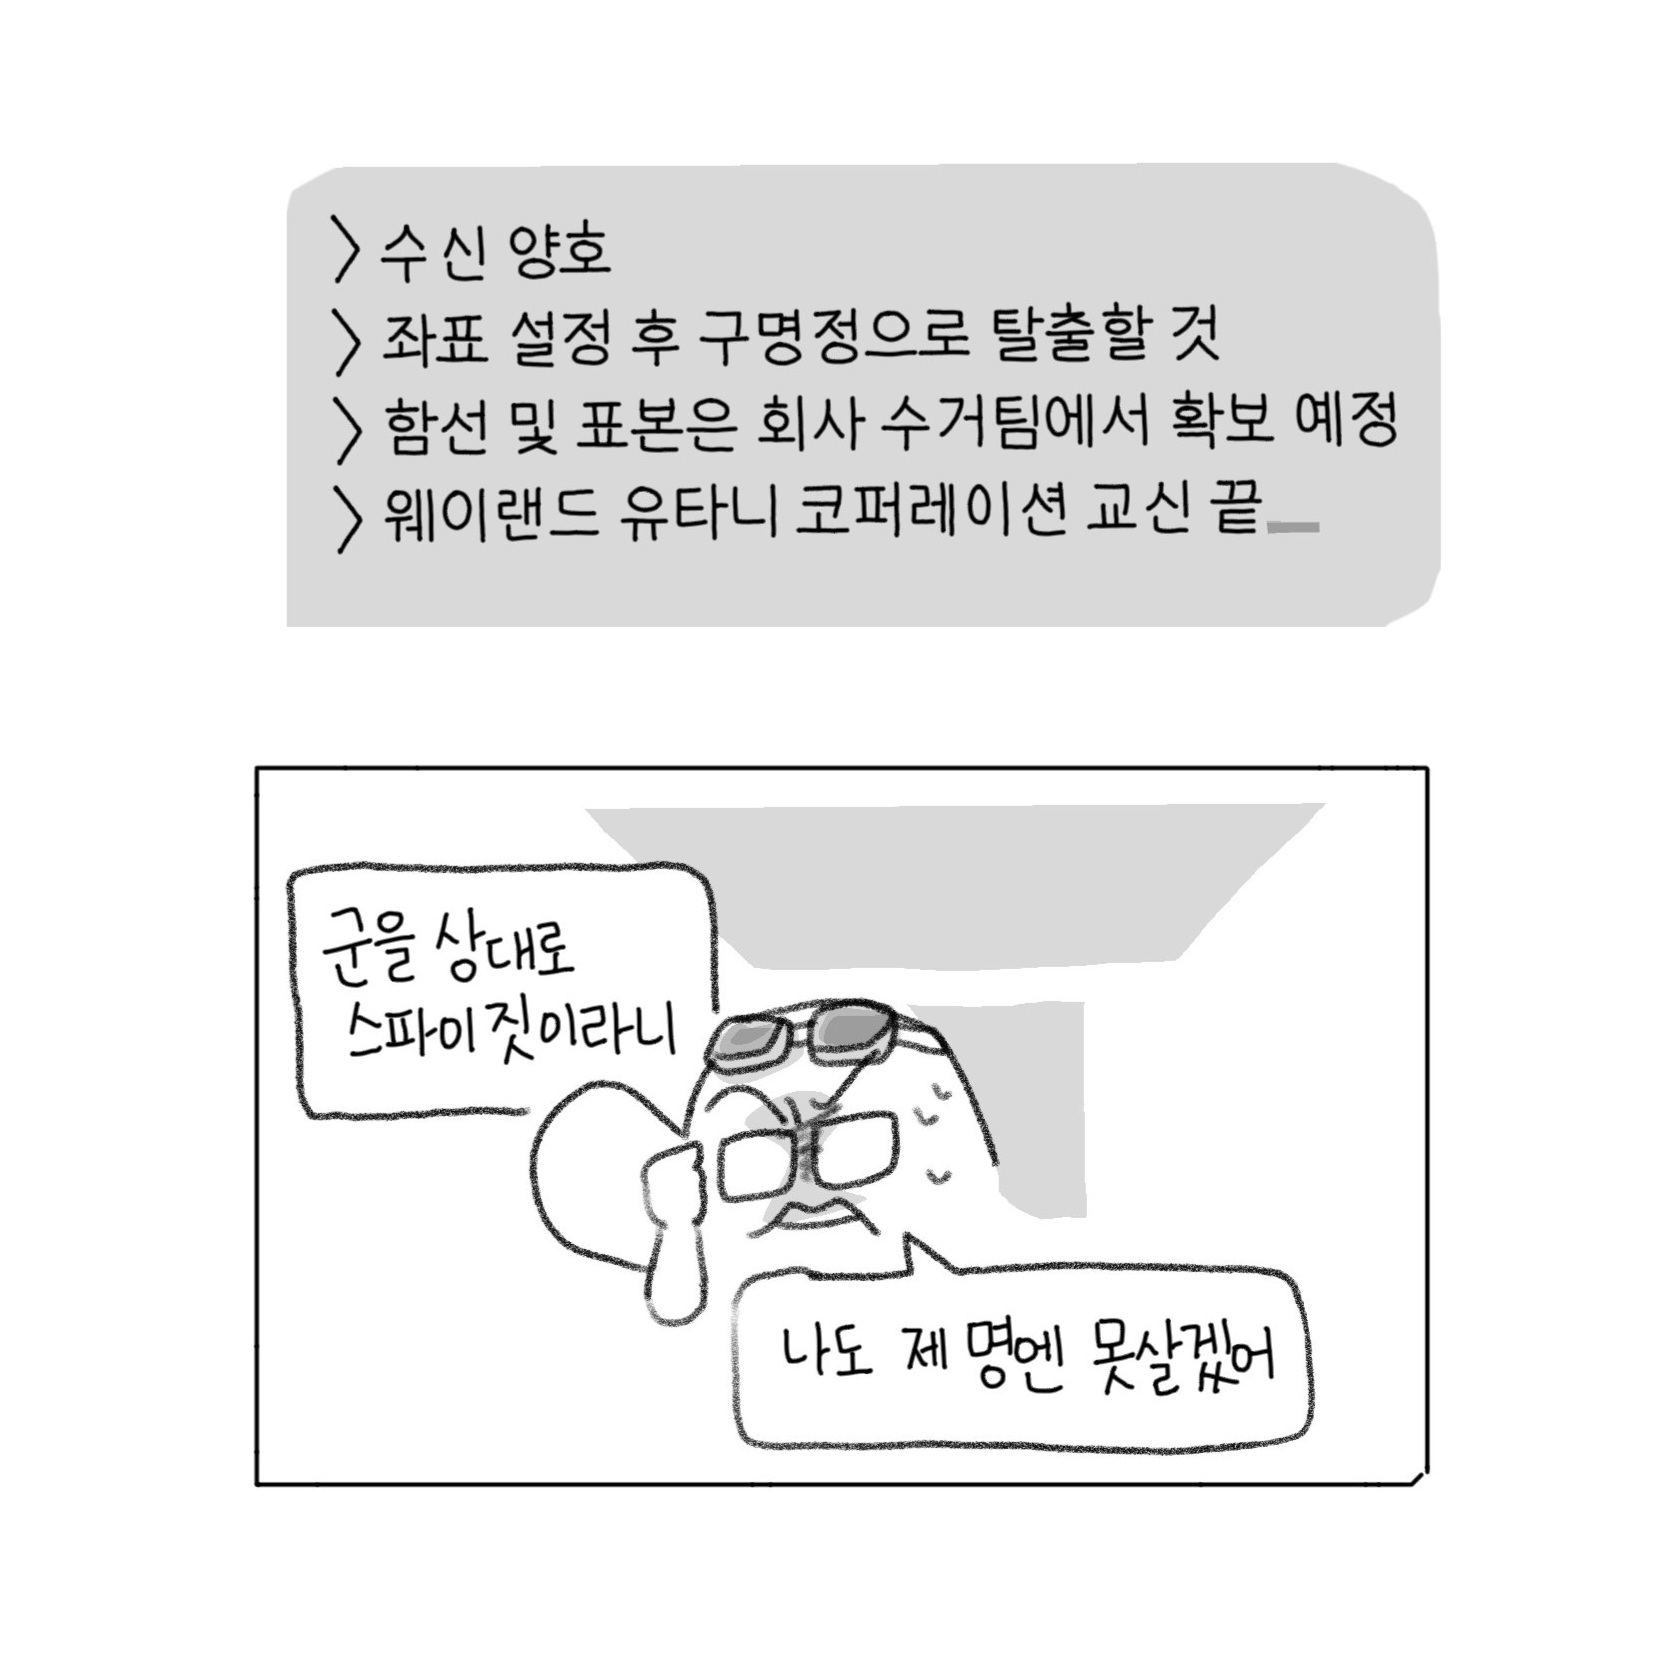 > 수신 양호
> 좌표 설정 후 구명정으로 탈출할 것
> 함선 및 표본은 회사 수거팀에서 확보 예정
> 웨이랜드 유타니 코퍼레이션 교신 끝_
군을 상대로
스파이짓이라니
나도 제 명엔 못살겠어